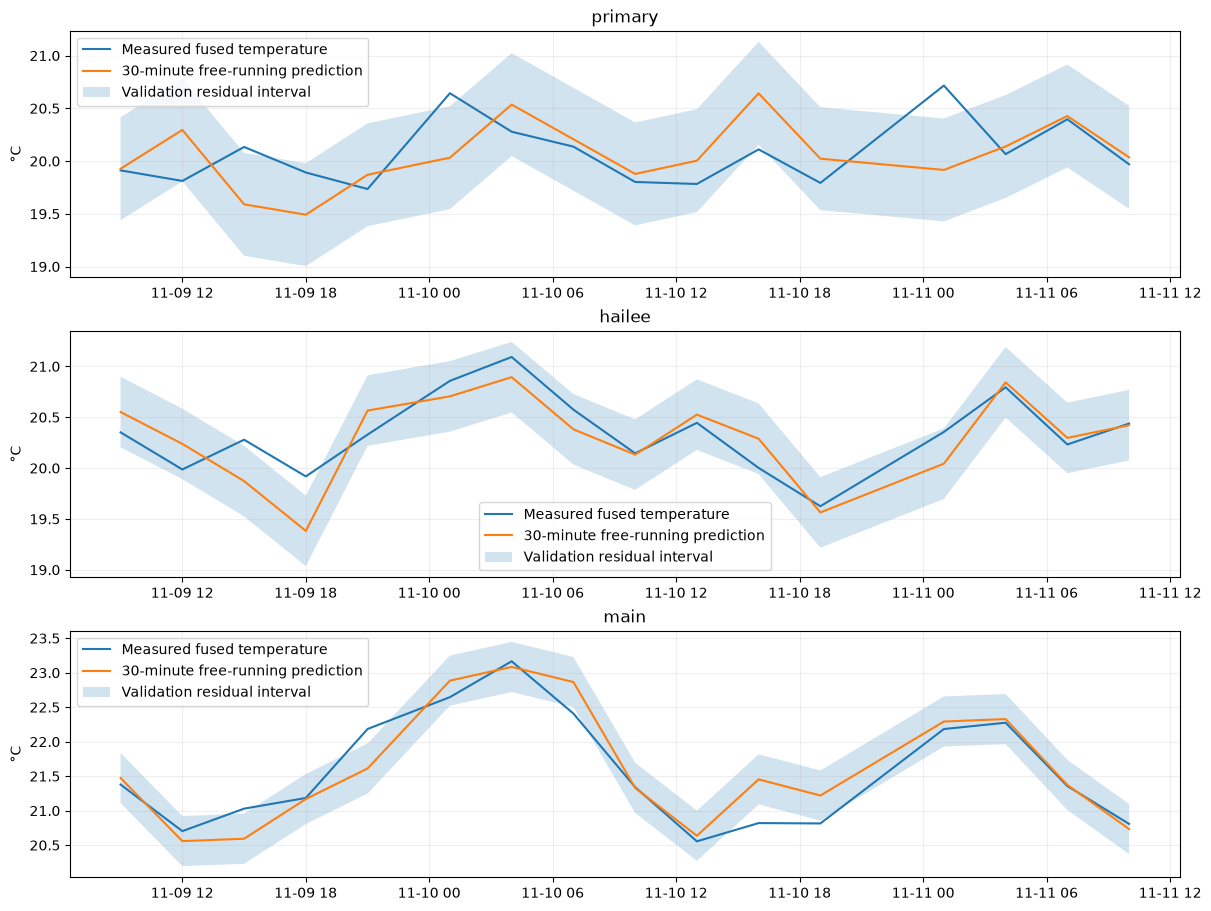 primary
°C
21.0
20.5
20.0
19.5
19.0
Measured fused temperature
30-minute free-running prediction
Validation residual interval
11-09 12
11-09 18
11-10 00
11-10 06
11-10 12
11-10 18
11-11 00
11-11 06
11-11 12
hailee
°C
21.0
20.5
20.0
19.5
19.0
Measured fused temperature
30-minute free-running prediction
Validation residual interval
11-09 12
11-09 18
11-10 00
11-10 06
11-10 12
11-10 18
11-11 00
11-11 06
11-11 12
main
°C
23.5
23.0
22.5
22.0
21.5
21.0
20.5
Measured fused temperature
30-minute free-running prediction
Validation residual interval
11-09 12
11-09 18
11-10 00
11-10 06
11-10 12
11-10 18
11-11 00
11-11 06
11-11 12